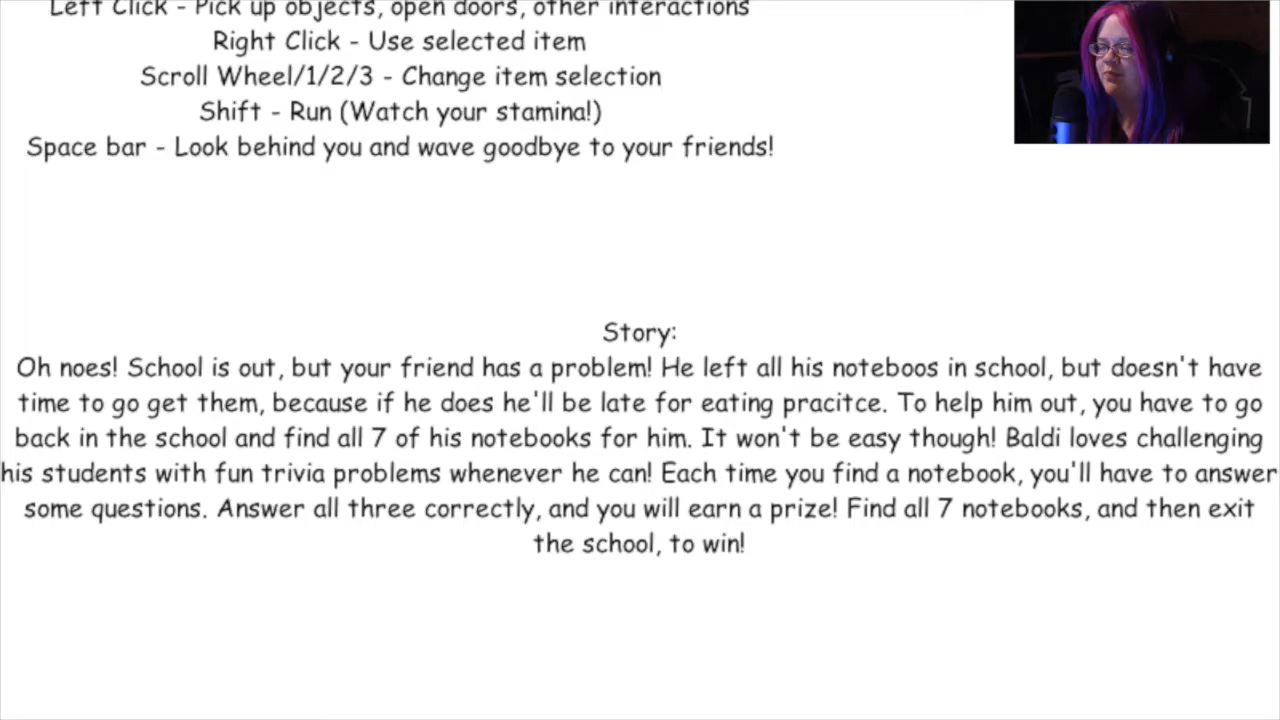 Left Click - Pick up objects, open doors, other interactions
Right Click - Use selected item
Scroll Wheel/1/2/3 - Change item selection
Shift - Run (Watch your stamina!)
Space bar - Look behind you and wave goodbye to your friends!
Story:
Oh noes! School is out, but your friend has a problem! He left all his noteboos in school, but doesn't have
time to go get them, because if he does he'll be late for eating pracitce. To help him out, you have to go
back in the school and find all 7 of his notebooks for him. It won't be easy though! Baldi loves challenging
his students with fun trivia problems whenever he can! Each time you find a notebook, you'll have to answer
some questions. Answer all three correctly, and you will earn a prize! Find all 7 notebooks, and then exit
the school, to win!